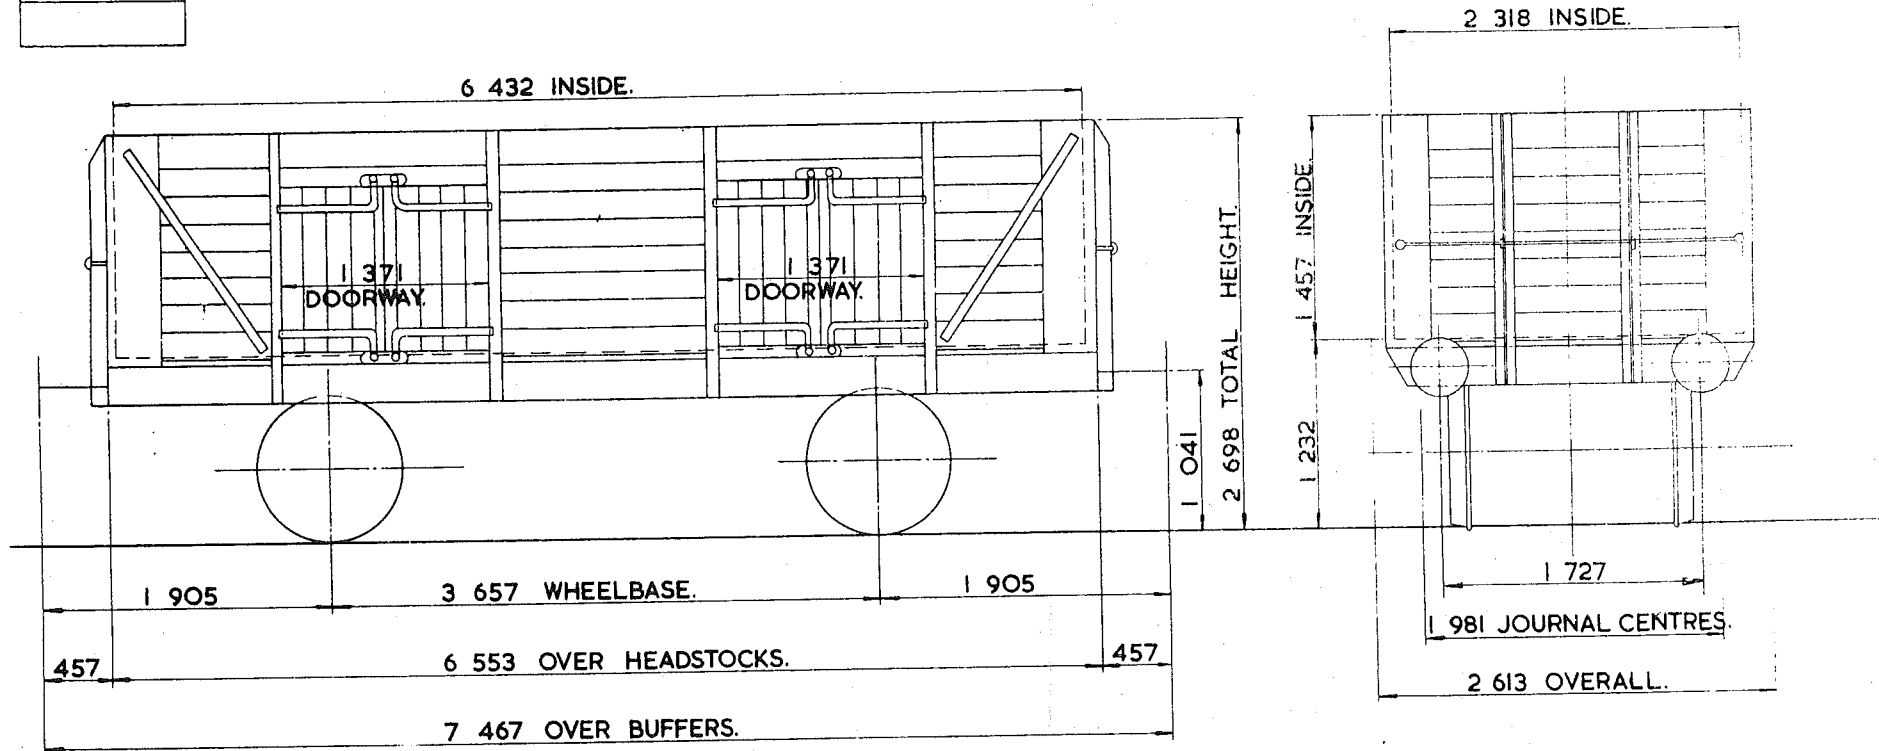 2 318 INSIDE.
6 432 INSIDE.
1 371
DOORWAY.
1 371
DOORWAY.
1 041
2 698 TOTAL HEIGHT.
1 457 INSIDE
1 232
1 905
3 657 WHEELBASE.
1 905
1 727
457
6 553 OVER HEADSTOCKS.
457
1 981 JOURNAL CENTRES.
2 613 OVERALL.
7 467 OVER BUFFERS.